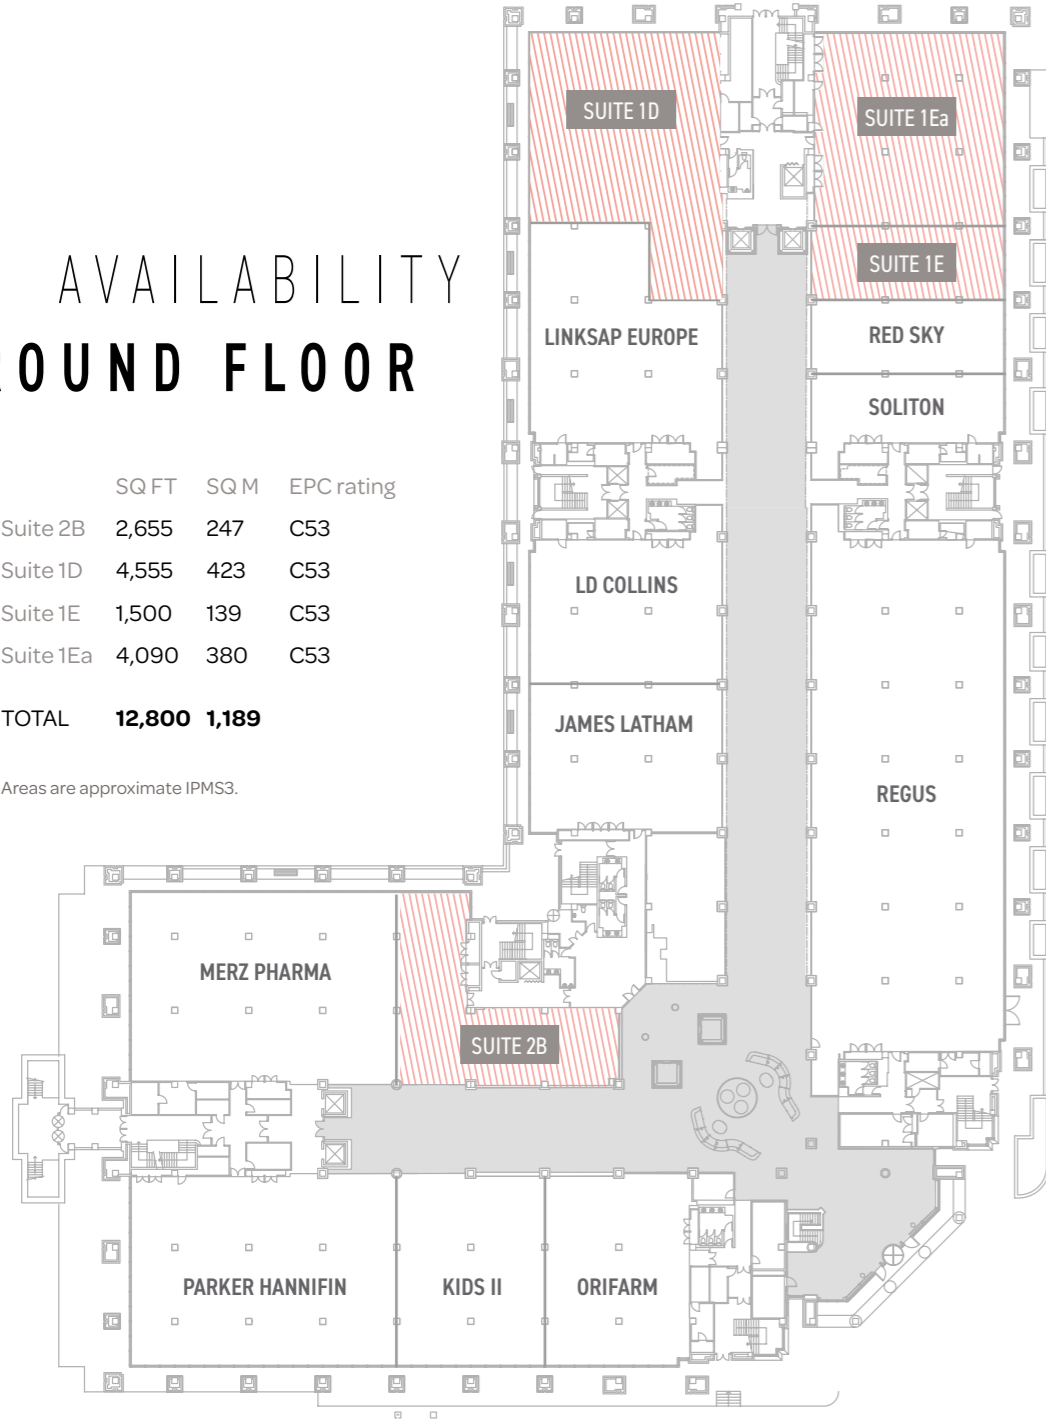 AVAILABILITY
ROUND FLOOR
SQ FT SQ M EPC rating
Suite 2B 2,655 247 C53
Suite 1D 4,555 423 C53
Suite 1E 1,500 139 C53
Suite 1Ea 4,090 380 C53
TOTAL 12,800 1,189
Areas are approximate IPMS3.
SUITE 1D
SUITE 1Ea
SUITE 1E
LINKSAP EUROPE
RED SKY
SOLITON
LD COLLINS
JAMES LATHAM
REGUS
MERZ PHARMA
SUITE 2B
PARKER HANNIFIN
KIDS II
ORIFARM